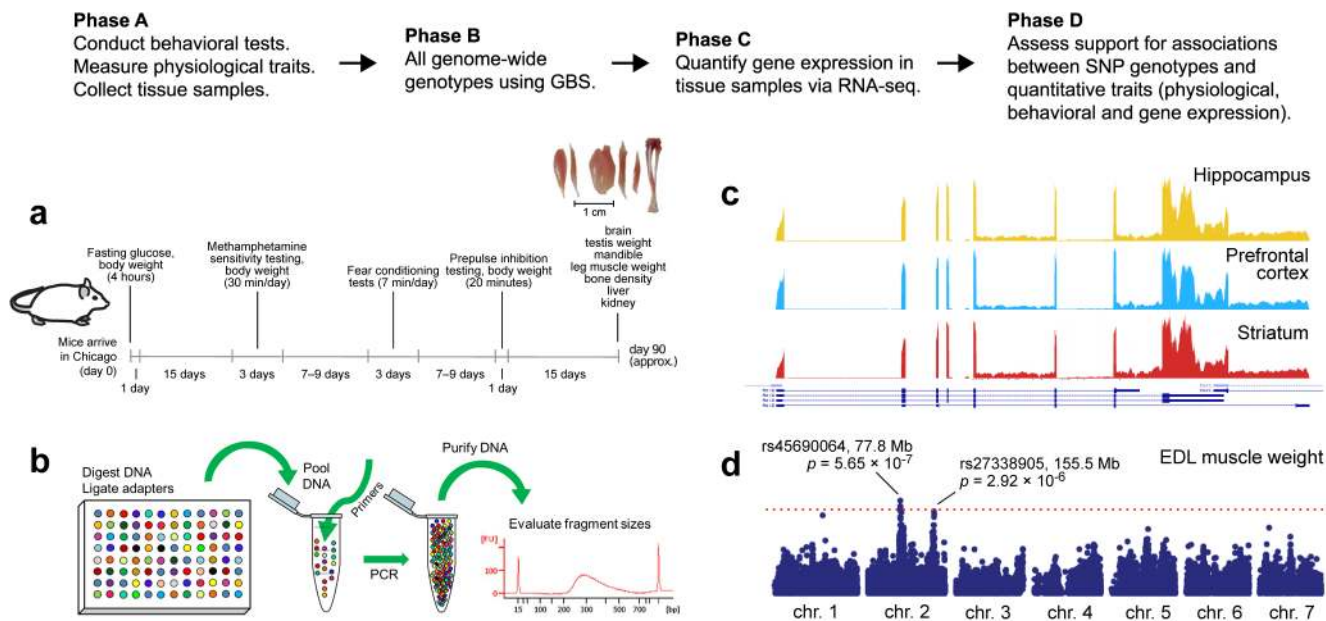 Phase A
Conduct behavioral tests.
Measure physiological traits.
Collect tissue samples.
Phase B
All genome-wide
genotypes using GBS.
Phase C
Quantify gene expression in
tissue samples via RNA-seq.
Phase D
Assess support for associations
between SNP genotypes and
quantitative traits (physiological,
behavioral and gene expression).
a
1 cm
Fasting glucose,
body weight
(4 hours)
Methamphetamine
sensitivity testing,
body weight
(30 min/day)
Fear conditioning
tests (7 min/day)
Prepulse inhibition
testing, body weight
(20 minutes)
brain
testis weight
mandible
leg muscle weight
bone density
liver
kidney
Mice arrive
in Chicago
(day 0)
1 day
15 days
3 days
7–9 days
3 days
7–9 days
1 day
15 days
day 90
(approx.)
b
Digest DNA
Ligate adapters
Pool
DNA
Primers
PCR
Purify DNA
Evaluate fragment sizes
[FU]
100
0
15 100 200 300 500 700 [bp]
c
Hippocampus
Prefrontal
cortex
Striatum
d
rs45690064, 77.8 Mb
p = 5.65 × 10-7
rs27338905, 155.5 Mb
p = 2.92 × 10-6
EDL muscle weight
chr. 1 chr. 2 chr. 3 chr. 4 chr. 5 chr. 6 chr. 7